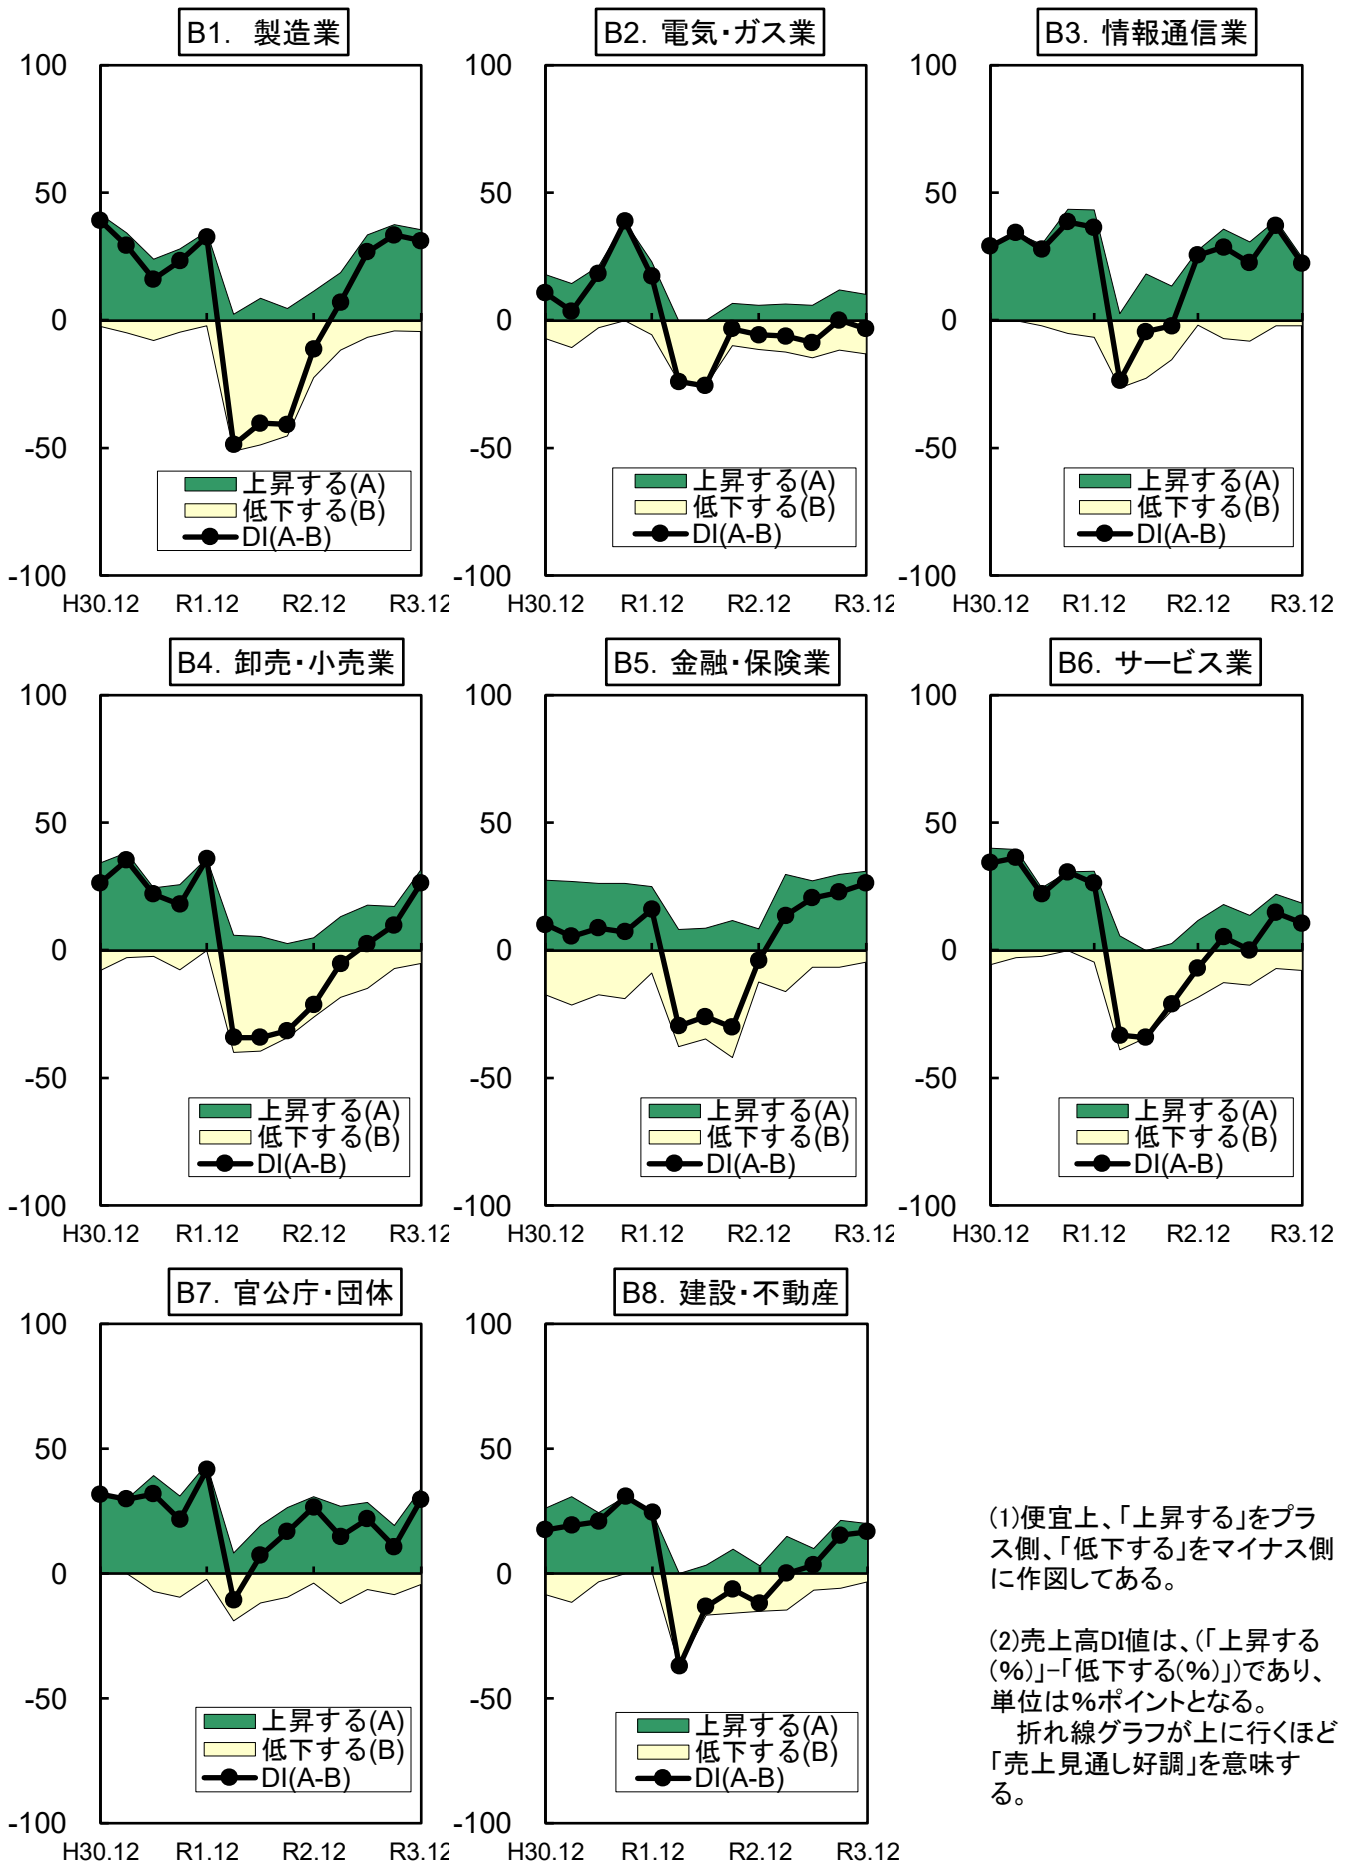 B1. 製造業
100
50
0
-50
-100
上昇する(A)
低下する(B)
DI(A-B)
H30.12 R1.12 R2.12 R3.12
B2. 電気・ガス業
100
50
0
-50
-100
上昇する(A)
低下する(B)
DI(A-B)
H30.12 R1.12 R2.12 R3.12
B3. 情報通信業
100
50
0
-50
-100
上昇する(A)
低下する(B)
DI(A-B)
H30.12 R1.12 R2.12 R3.12
B4. 卸売・小売業
100
50
0
-50
-100
上昇する(A)
低下する(B)
DI(A-B)
H30.12 R1.12 R2.12 R3.12
B5. 金融・保険業
100
50
0
-50
-100
上昇する(A)
低下する(B)
DI(A-B)
H30.12 R1.12 R2.12 R3.12
B6. サービス業
100
50
0
-50
-100
上昇する(A)
低下する(B)
DI(A-B)
H30.12 R1.12 R2.12 R3.12
B7. 官公庁・団体
100
50
0
-50
-100
上昇する(A)
低下する(B)
DI(A-B)
H30.12 R1.12 R2.12 R3.12
B8. 建設・不動産
100
50
0
-50
-100
上昇する(A)
低下する(B)
DI(A-B)
H30.12 R1.12 R2.12 R3.12
(1)便宜上、「上昇する」をプラ
ス側、「低下する」をマイナス側
に作図してある。
(2)売上高DI値は、(「上昇する
(%)」-「低下する(%)」)であり、
単位は%ポイントとなる。
折れ線グラフが上に行くほど
「売上見通し好調」を意味す
る。